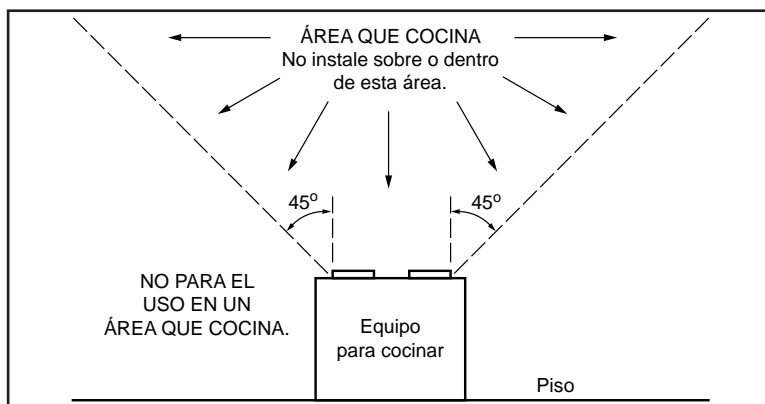 ÁREA QUE COCINA
No instale sobre o dentro
de esta área.
45º
45º
NO PARA EL
USO EN UN
ÁREA QUE COCINA.
Equipo
para cocinar
Piso